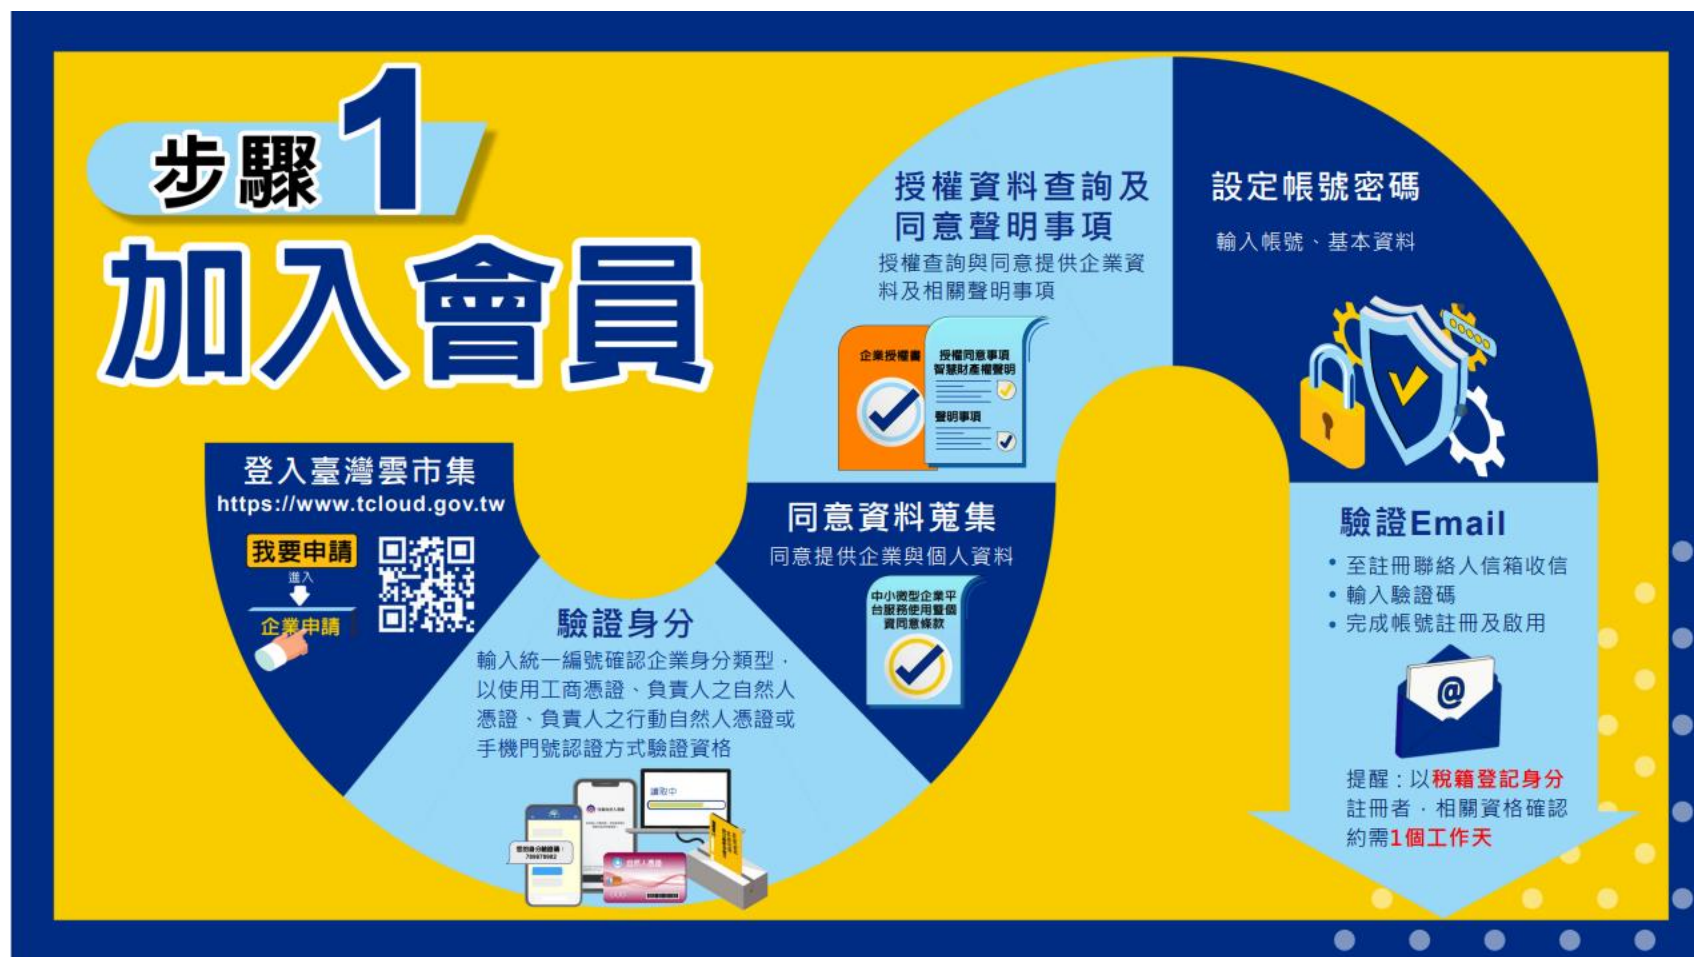 步驟1
加入會員
登入臺灣雲市集
https://www.tcloud.gov.tw
我要申請
進入
企業申請
驗證身分
輸入統一編號確認企業身分類型，
以使用工商憑證、負責人之自然人
憑證、負責人之行動自然人憑證或
手機門號認證方式驗證資格
讀取中
自然人憑證
同意資料蒐集
同意提供企業與個人資料
中小微型企業平
台服務使用暨個
資同意條款
授權資料查詢及
同意聲明事項
授權查詢與同意提供企業資
料及相關聲明事項
企業授權書
授權同意事項
智慧財產權聲明
聲明事項
設定帳號密碼
輸入帳號、基本資料
驗證Email
• 至註冊聯絡人信箱收信
• 輸入驗證碼
• 完成帳號註冊及啟用
@
提醒：以稅籍登記身分
註冊者，相關資格確認
約需1個工作天